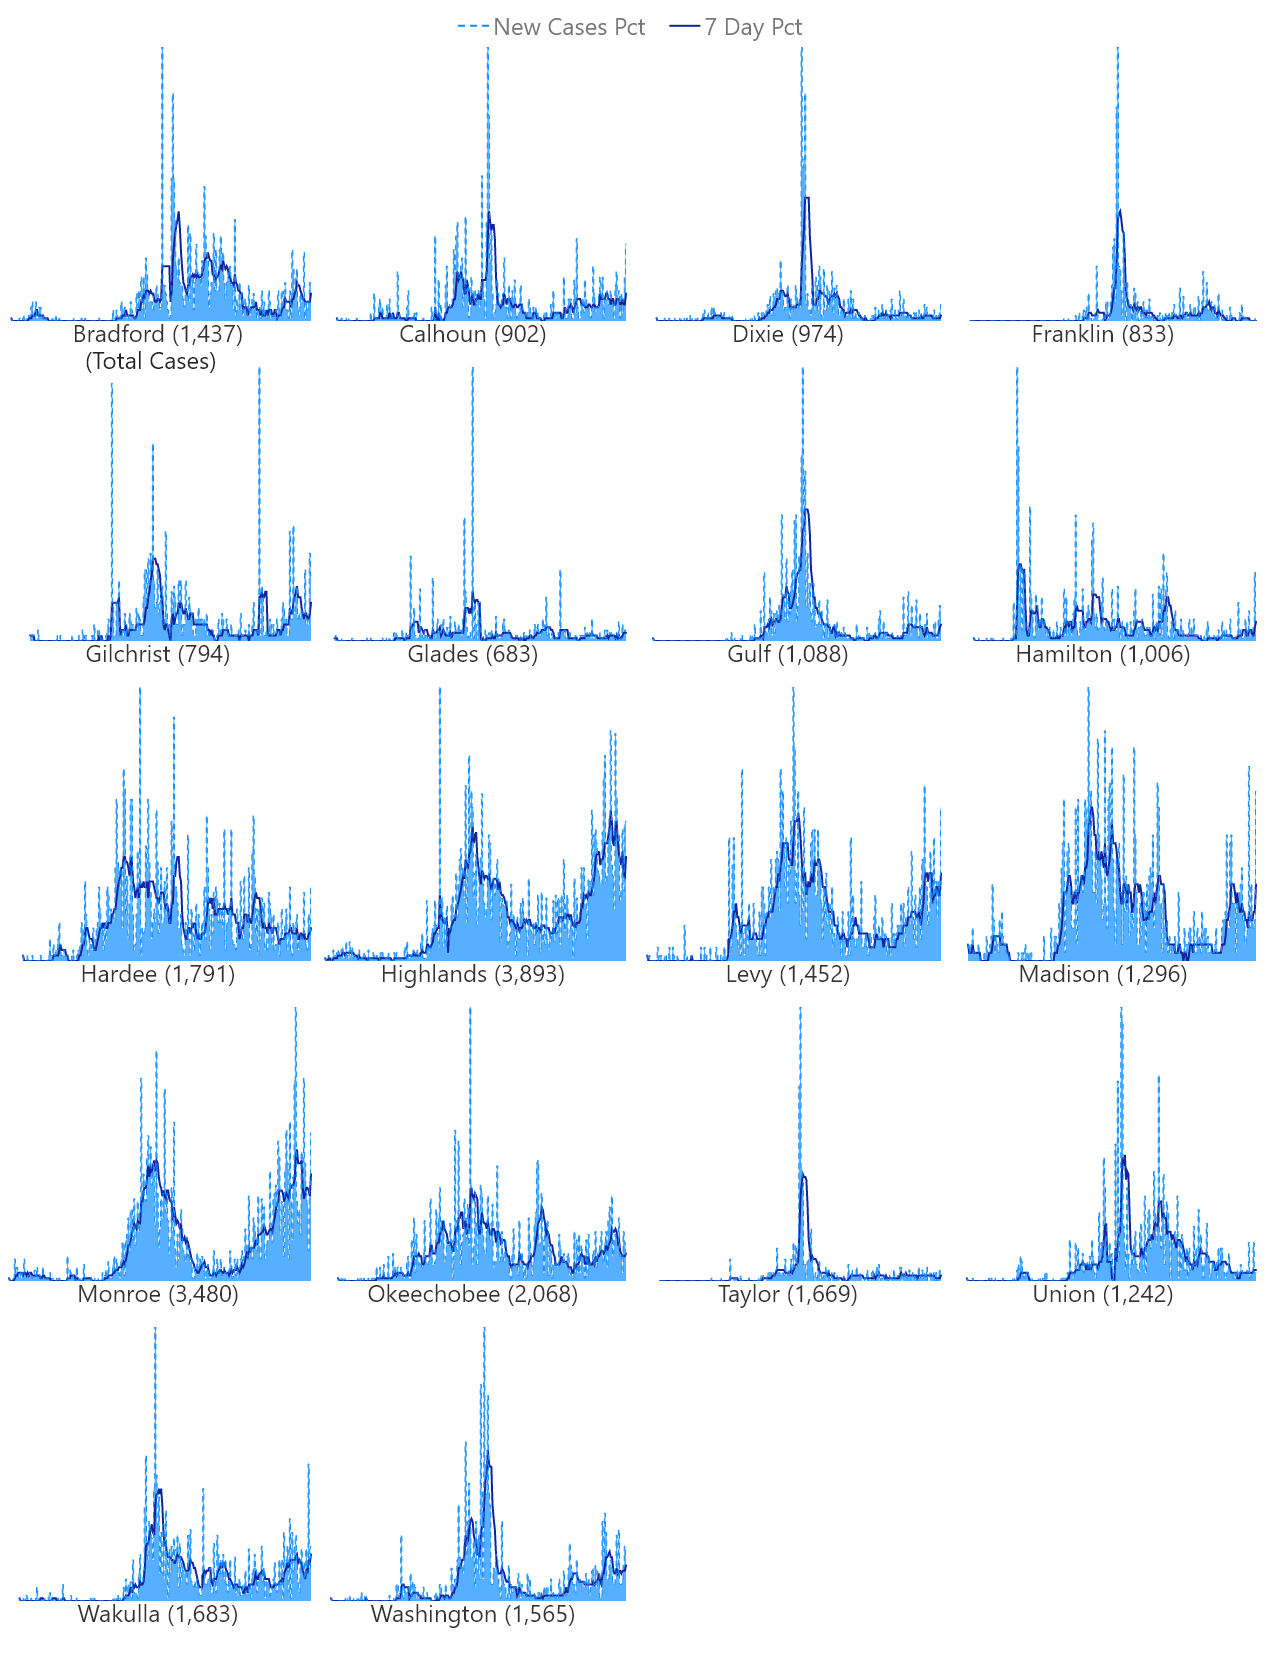 New Cases Pct 7 Day Pct
Bradford (1,437) Calhoun (902) Dixie (974) Franklin (833)
(Total Cases)
Gilchrist (794) Glades (683) Gulf (1,088) Hamilton (1,006)
Hardee (1,791) Highlands (3,893) Levy (1,452) Madison (1,296)
Monroe (3,480) Okeechobee (2,068) Taylor (1,669) Union (1,242)
Wakulla (1,683) Washington (1,565)